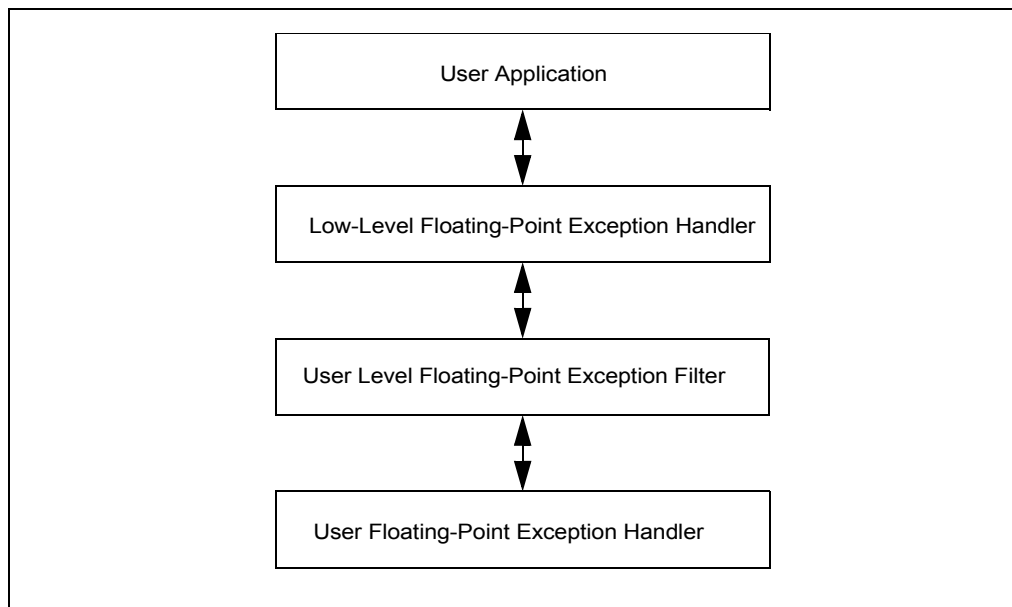 User Application
Low-Level Floating-Point Exception Handler
User Level Floating-Point Exception Filter
User Floating-Point Exception Handler